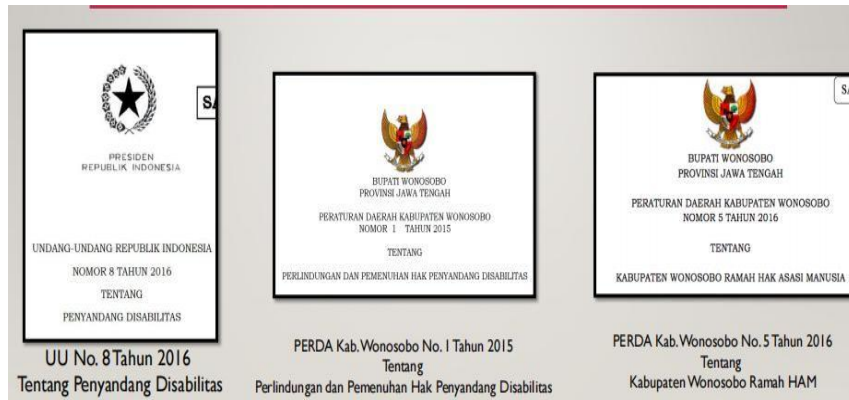 SA
PRESIDEN
REPUBLIK INDONESIA
UNDANG-UNDANG REPUBLIK INDONESIA
NOMOR 8 TAHUN 2016
TENTANG
PENYANDANG DISABILITAS
UU No. 8 Tahun 2016
Tentang Penyandang Disabilitas
BUPATI WONOSOBO
PROVINSI JAWA TENGAH
PERATURAN DAERAH KABUPATEN WONOSOBO
NOMOR 1 TAHUN 2015
TENTANG
PERLINDUNGAN DAN PEMENUHAN HAK PENYANDANG DISABILITAS
PERDA Kab. Wonosobo No. 1 Tahun 2015
Tentang
Perlindungan dan Pemenuhan Hak Penyandang Disabilitas
SA
BUPATI WONOSOBO
PROVINSI JAWA TENGAH
PERATURAN DAERAH KABUPATEN WONOSOBO
NOMOR 5 TAHUN 2016
TENTANG
KABUPATEN WONOSOBO RAMAH HAK ASASI MANUSIA
PERDA Kab. Wonosobo No. 5 Tahun 2016
Tentang
Kabupaten Wonosobo Ramah HAM